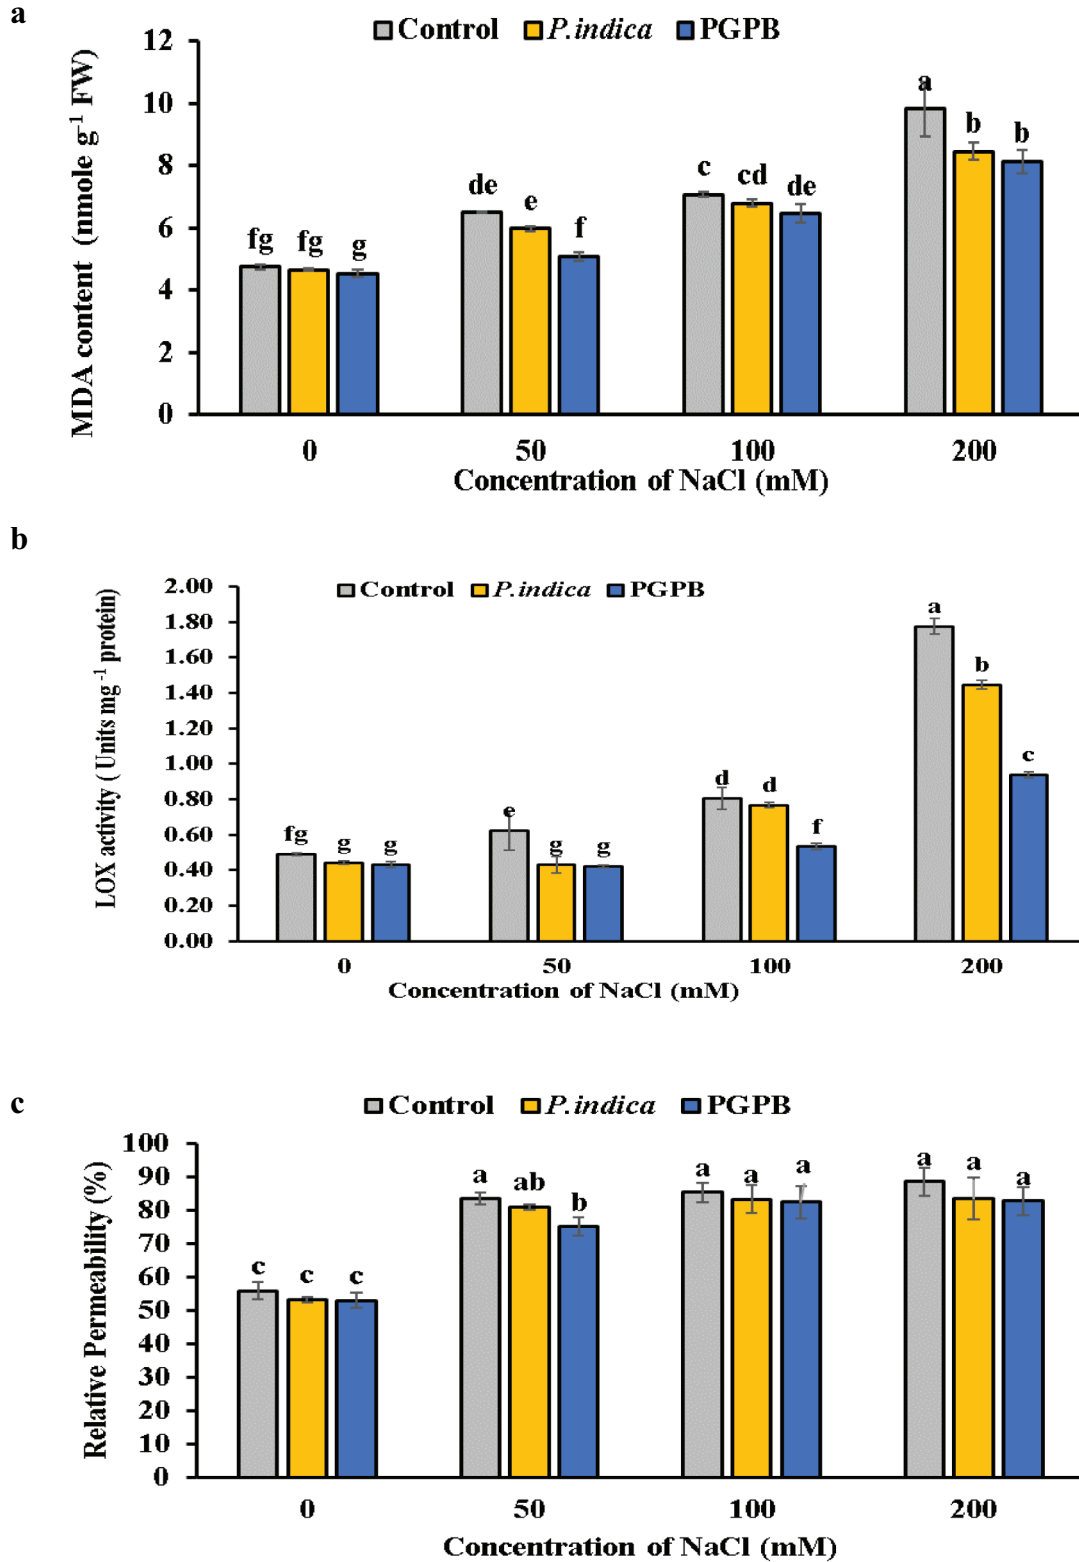 a
Control P.indica PGPB
MDA content (nmole g⁻¹ FW)
12
10
8
6
4
2
0
fg fg g
de e f
c cd de
a b b
0 50 100 200
Concentration of NaCl (mM)
b
Control P.indica PGPB
LOX activity ( Units mg⁻¹ protein)
2.00
1.80
1.60
1.40
1.20
1.00
0.80
0.60
0.40
0.20
0.00
fg g g
e g g
d d f
a b c
0 50 100 200
Concentration of NaCl (mM)
c
Control P.indica PGPB
Relative Permeability (%)
100
90
80
70
60
50
40
30
20
10
0
c c c
a ab b
a a a
a a a
0 50 100 200
Concentration of NaCl (mM)